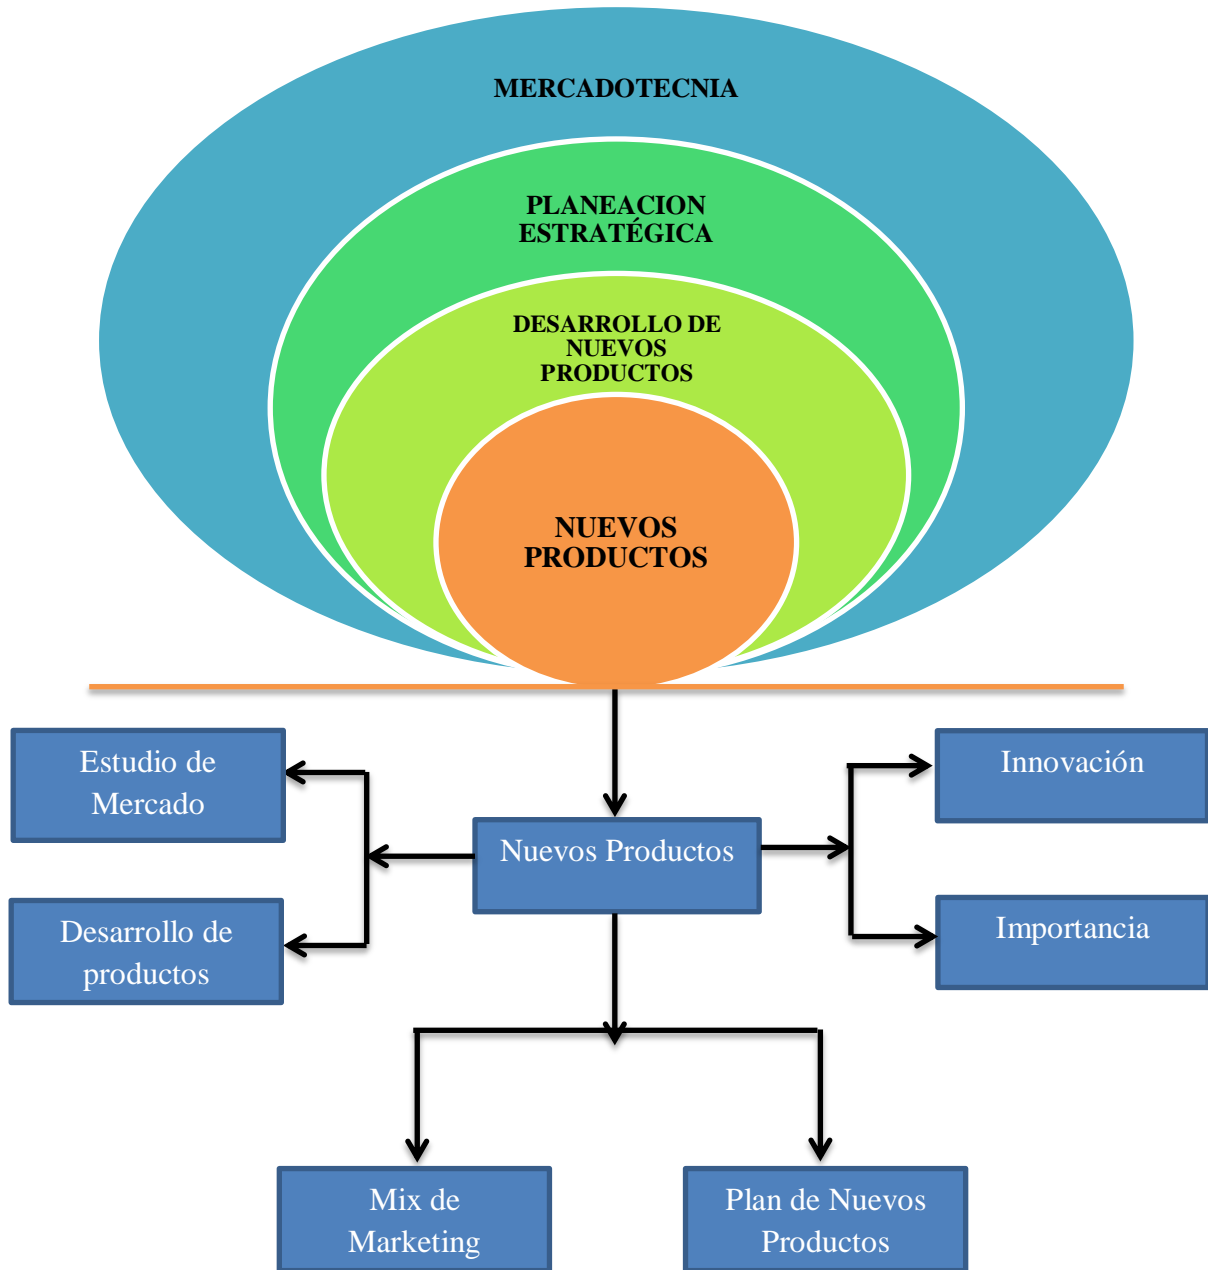 MERCADOTECNIA
PLANEACION
ESTRATÉGICA
DESARROLLO DE
NUEVOS
PRODUCTOS
NUEVOS
PRODUCTOS
Estudio de
Mercado
Innovación
Nuevos Productos
Desarrollo de
productos
Importancia
Mix de
Marketing
Plan de Nuevos
Productos